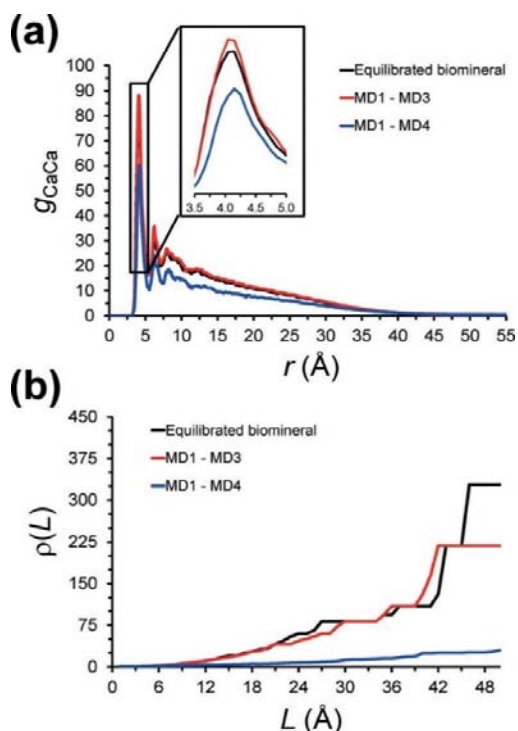 (a)
Equilibrated biomineral
MD1 - MD3
MD1 - MD4
gCaCa
100
90
80
70
60
50
40
30
20
10
0
3.5 4.0 4.5 5.0
0 5 10 15 20 25 30 35 40 45 50 55
r (Å)
(b)
Equilibrated biomineral
MD1 - MD3
MD1 - MD4
ρ(L)
450
375
300
225
150
75
0
0 6 12 18 24 30 36 42 48
L (Å)